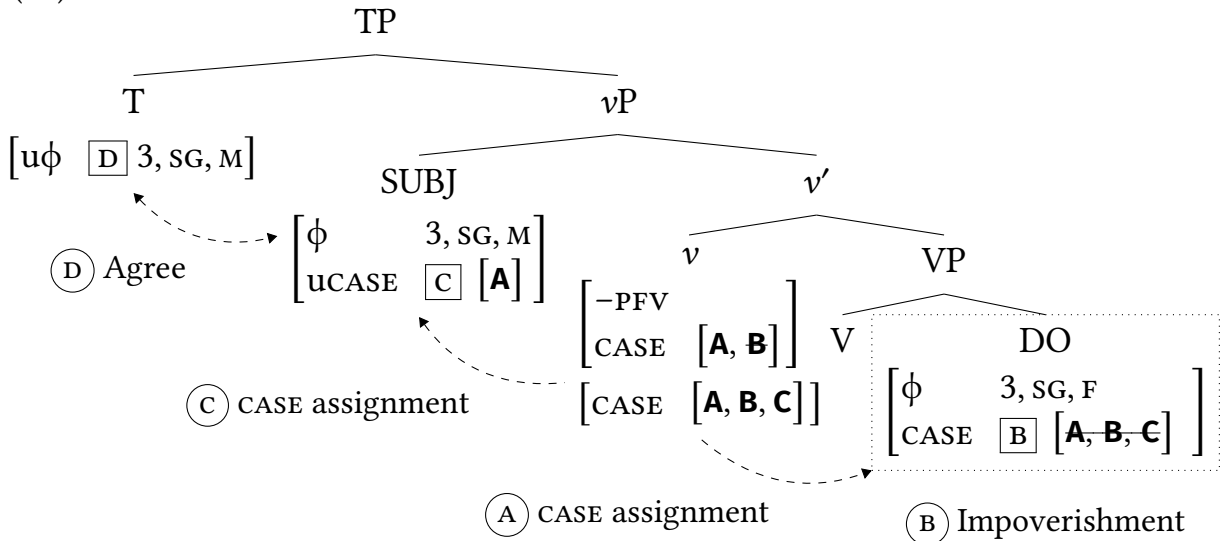 TP
T vP
[uϕ D 3, SG, M]
SUBJ v′
[ϕ 3, SG, M
uCASE C [A]]
D Agree
v VP
[−PFV
CASE [A, B]]
V DO
[CASE [A, B, C]]
[ϕ 3, SG, F
CASE B [A, B, C]]
C CASE assignment
A CASE assignment
B Impoverishment